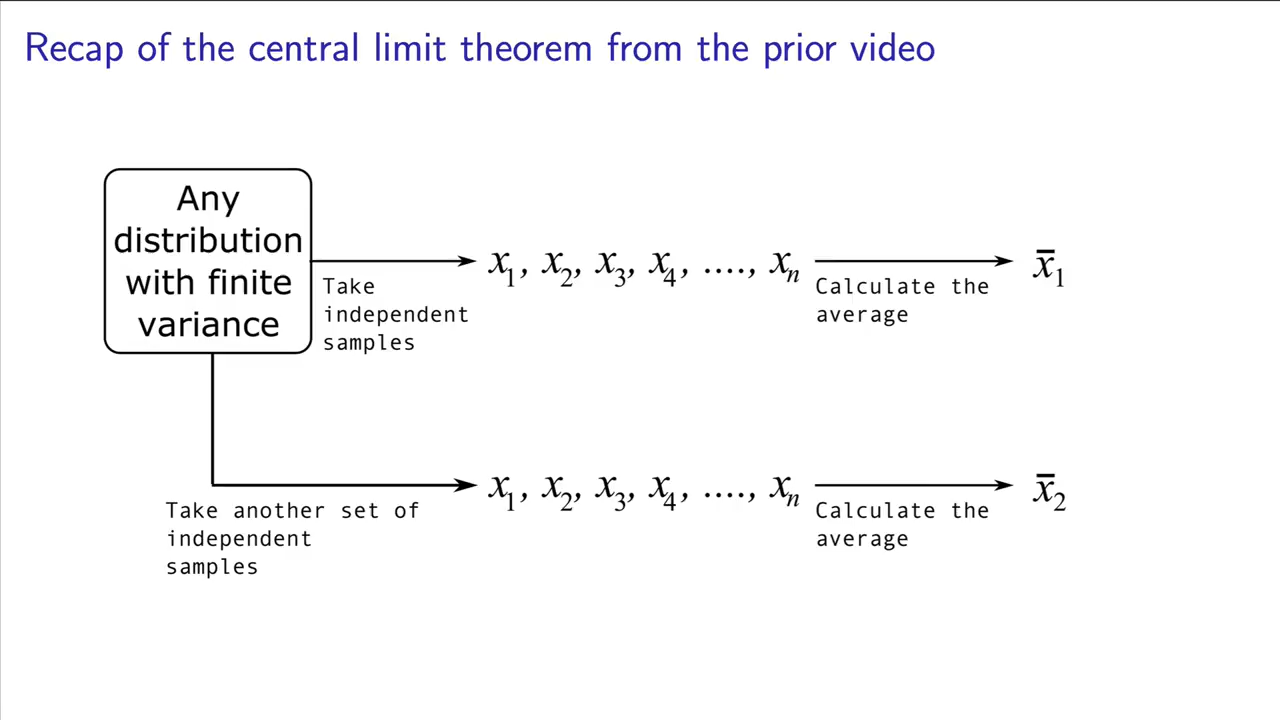 Recap of the central limit theorem from the prior video
Any
distribution
with finite
variance
Take
independent
samples
x₁, x₂, x₃, x₄, ...., xₙ
Calculate the
average
x̄₁
Take another set of
independent
samples
x₁, x₂, x₃, x₄, ...., xₙ
Calculate the
average
x̄₂